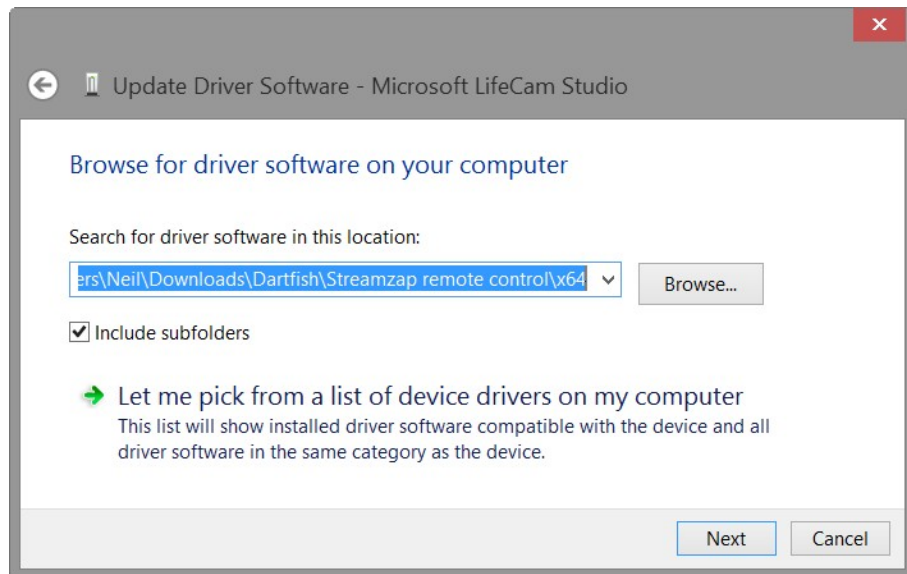 Update Driver Software - Microsoft LifeCam Studio
Browse for driver software on your computer
Search for driver software in this location:
ers\Neil\Downloads\Dartfish\Streamzap remote control\x64
Browse...
Include subfolders
Let me pick from a list of device drivers on my computer
This list will show installed driver software compatible with the device and all
driver software in the same category as the device.
Next
Cancel